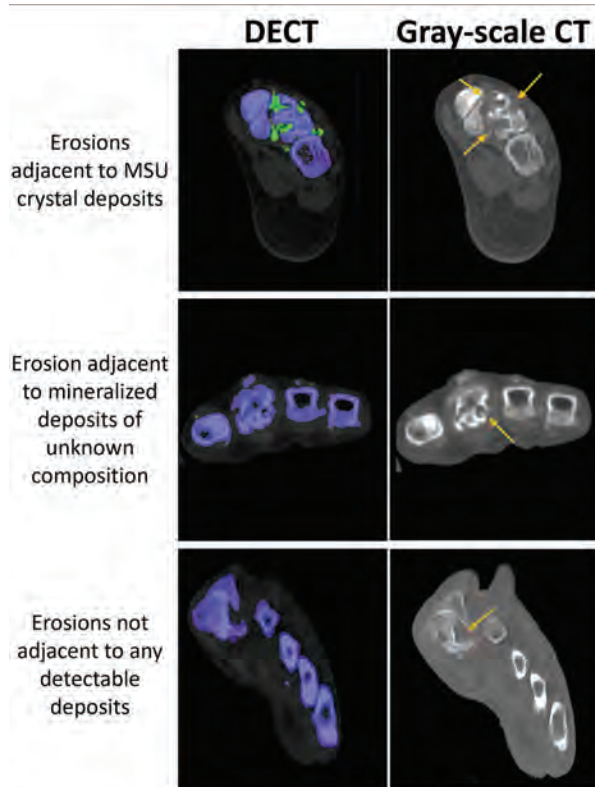 DECT
Gray-scale CT
Erosions
adjacent to MSU
crystal deposits
Erosion adjacent
to mineralized
deposits of
unknown
composition
Erosions not
adjacent to any
detectable
deposits